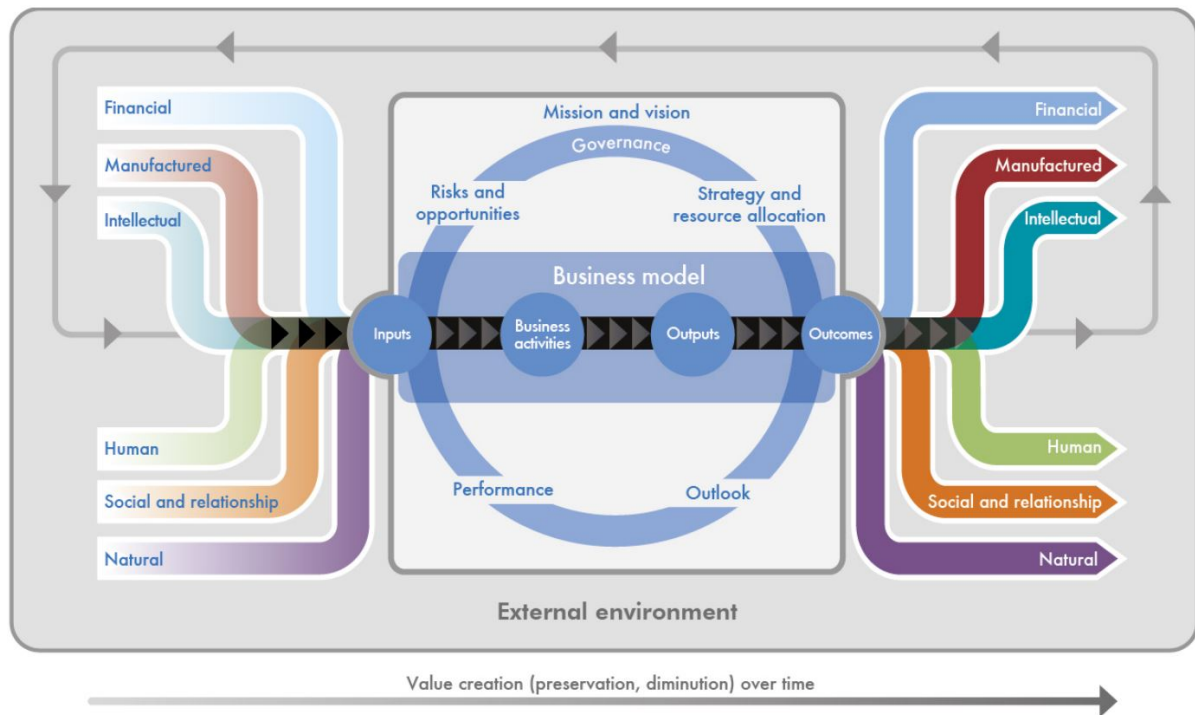 Financial
Manufactured
Intellectual
Human
Social and relationship
Natural
Mission and vision
Governance
Risks and
opportunities
Strategy and
resource allocation
Business model
Inputs
Business
activities
Outputs
Outcomes
Performance
Outlook
Financial
Manufactured
Intellectual
Human
Social and relationship
Natural
External environment
Value creation (preservation, diminution) over time